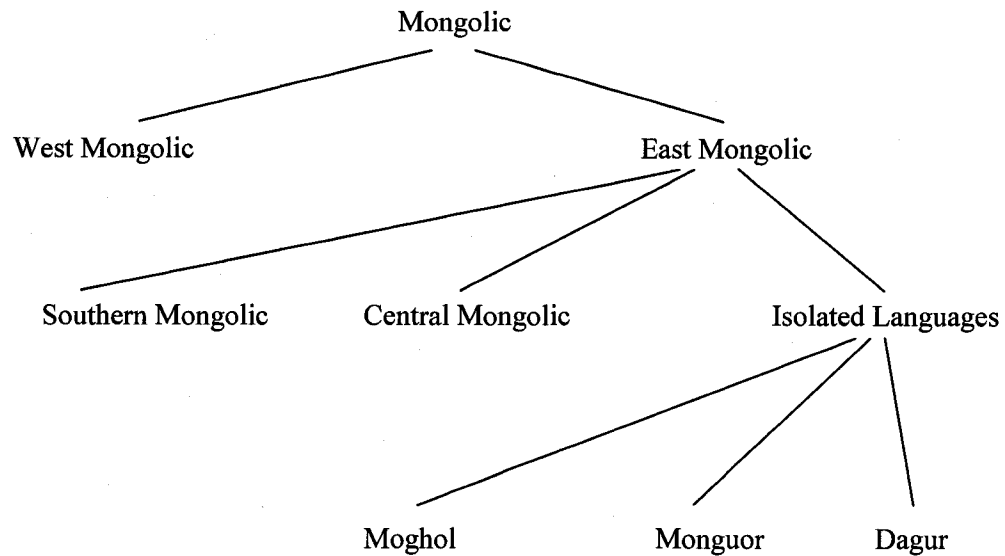 Mongolic
West Mongolic East Mongolic
Southern Mongolic Central Mongolic Isolated Languages
Moghol Monguor Dagur